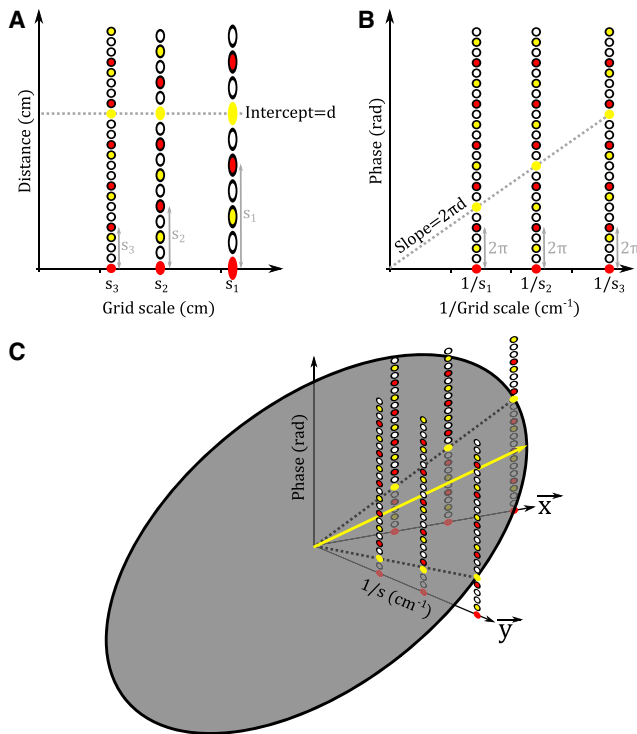 A
Distance (cm)
Intercept=d
s₃
s₂
s₁
s₃
s₂
s₁
Grid scale (cm)
B
Phase (rad)
Slope=2πd
2π
2π
2π
1/s₁
1/s₂
1/s₃
1/Grid scale (cm⁻¹)
C
Phase (rad)
1/s (cm⁻¹)
x⃗
y⃗